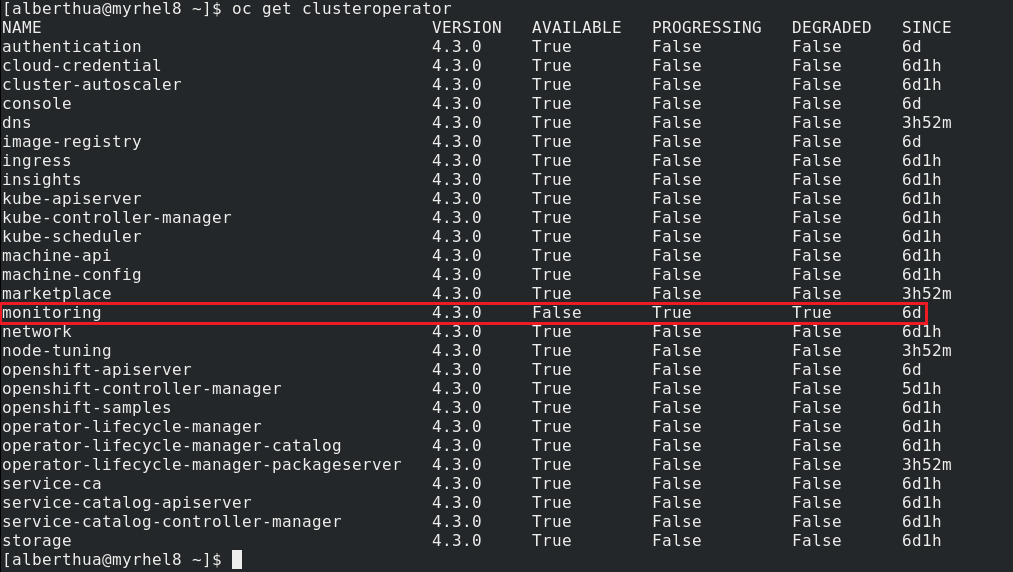 [alberthua@myrhel8 ~]$ oc get clusteroperator
NAME VERSION AVAILABLE PROGRESSING DEGRADED SINCE
authentication 4.3.0 True False False 6d
cloud-credential 4.3.0 True False False 6d1h
cluster-autoscaler 4.3.0 True False False 6d1h
console 4.3.0 True False False 6d
dns 4.3.0 True False False 3h52m
image-registry 4.3.0 True False False 6d
ingress 4.3.0 True False False 6d1h
insights 4.3.0 True False False 6d1h
kube-apiserver 4.3.0 True False False 6d1h
kube-controller-manager 4.3.0 True False False 6d1h
kube-scheduler 4.3.0 True False False 6d1h
machine-api 4.3.0 True False False 6d1h
machine-config 4.3.0 True False False 6d1h
marketplace 4.3.0 True False False 3h52m
monitoring 4.3.0 False True True 6d
network 4.3.0 True False False 6d1h
node-tuning 4.3.0 True False False 3h52m
openshift-apiserver 4.3.0 True False False 6d
openshift-controller-manager 4.3.0 True False False 5d1h
openshift-samples 4.3.0 True False False 6d1h
operator-lifecycle-manager 4.3.0 True False False 6d1h
operator-lifecycle-manager-catalog 4.3.0 True False False 6d1h
operator-lifecycle-manager-packageserver 4.3.0 True False False 3h52m
service-ca 4.3.0 True False False 6d1h
service-catalog-apiserver 4.3.0 True False False 6d1h
service-catalog-controller-manager 4.3.0 True False False 6d1h
storage 4.3.0 True False False 6d1h
[alberthua@myrhel8 ~]$